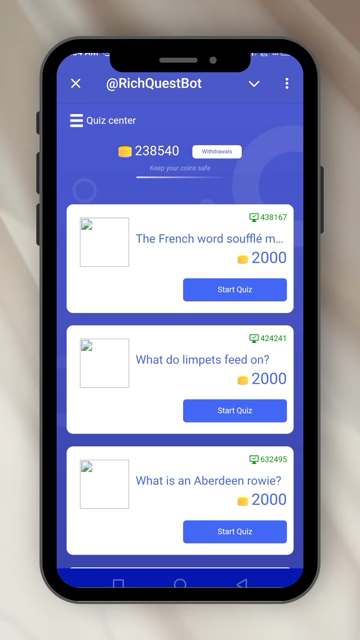 @RichQuestBot
Quiz center
238540
Withdrawals
Keep your coins safe
438167
The French word soufflé m...
2000
Start Quiz
424241
What do limpets feed on?
2000
Start Quiz
632495
What is an Aberdeen rowie?
2000
Start Quiz